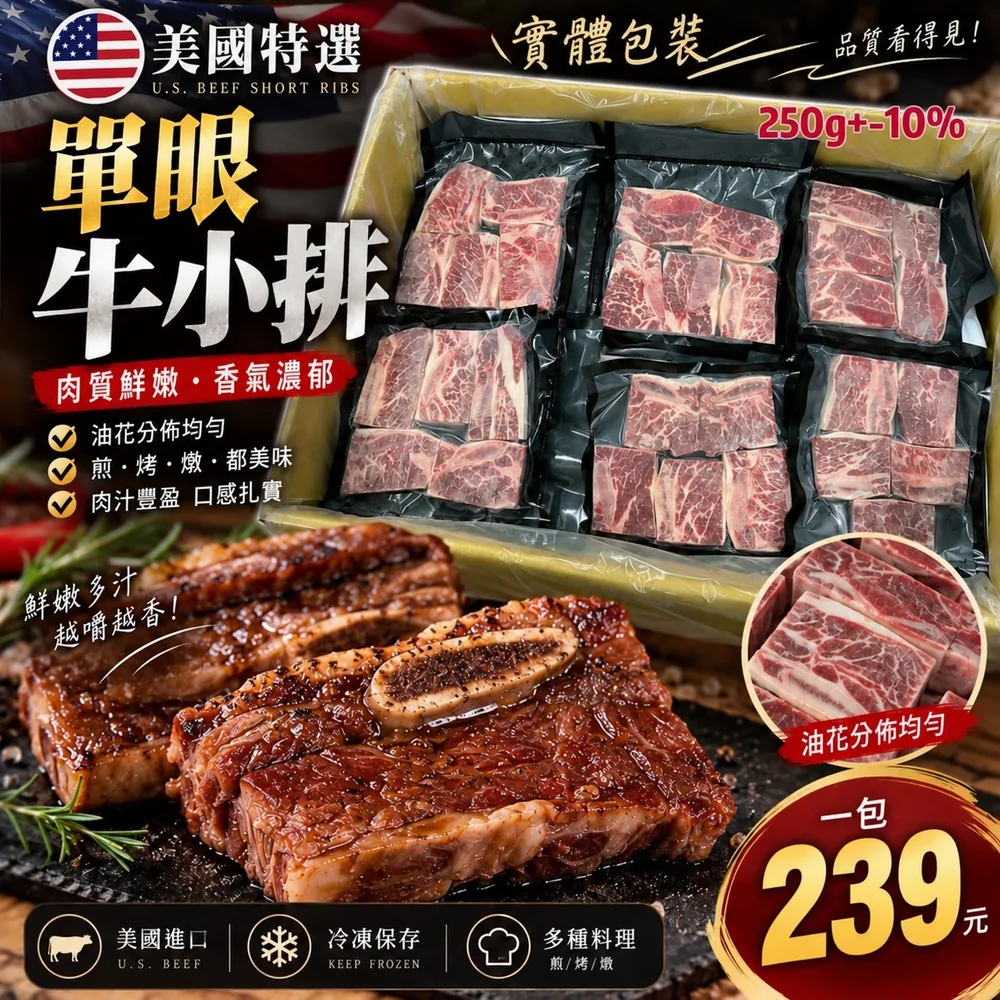 美國特選
U.S. BEEF SHORT RIBS
單眼
牛小排
肉質鮮嫩・香氣濃郁
油花分佈均勻
煎・烤・燉・都美味
肉汁豐盈 口感扎實
鮮嫩多汁
越嚼越香!
實體包裝
品質看得見!
250g+-10%
油花分佈均勻
一包
239元
美國進口
U.S. BEEF
冷凍保存
KEEP FROZEN
多種料理
煎/烤/燉